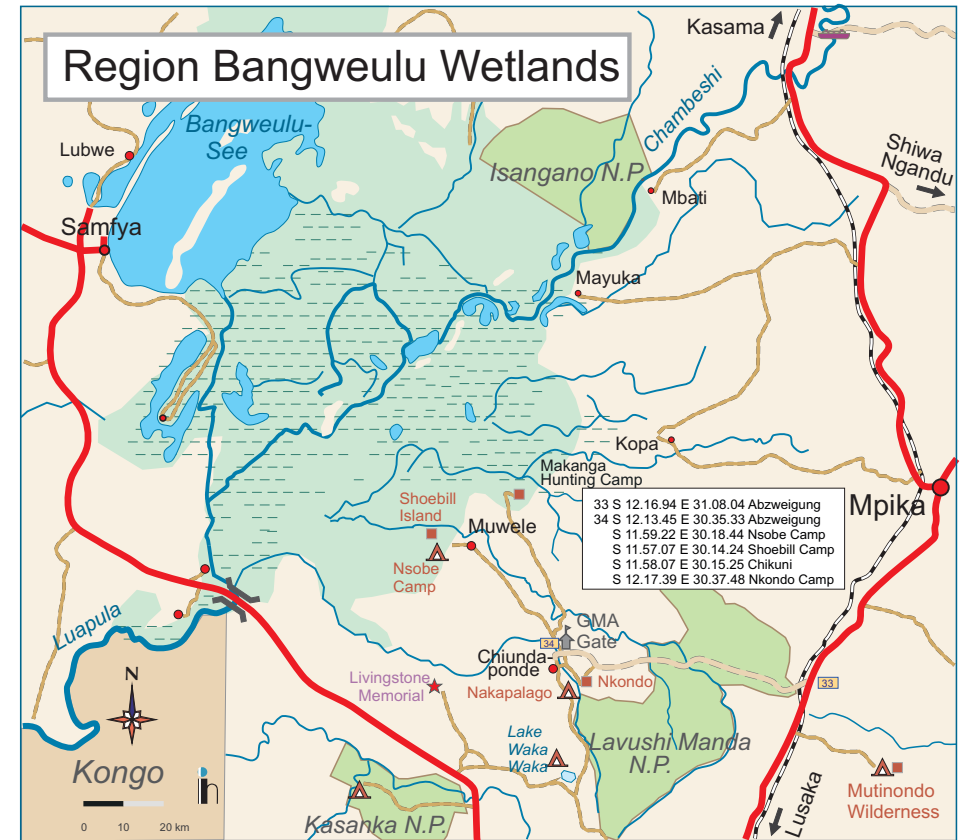 Region Bangweulu Wetlands
Kasama
Bangweulu-
See
Chambeshi
Lubwe
Shiwa
Ngandu
Isangano N.P.
Mbati
Samfya
Mayuka
Kopa
Makanga
Hunting Camp
Shoebill
Island
Muwele
Mpika
33 S 12.16.94 E 31.08.04 Abzweigung
34 S 12.13.45 E 30.35.33 Abzweigung
S 11.59.22 E 30.18.44 Nsobe Camp
S 11.57.07 E 30.14.24 Shoebill Camp
S 11.58.07 E 30.15.25 Chikuni
S 12.17.39 E 30.37.48 Nkondo Camp
Nsobe
Camp
Luapula
GMA
Gate
34
Chiunda-
ponde
Livingstone
Memorial
Nakapalago
Nkondo
33
N
Lake
Waka
Waka
Lavushi Manda
N.P.
Kongo
Mutinondo
Wilderness
Lusaka
Kasanka N.P.
0 10 20 km